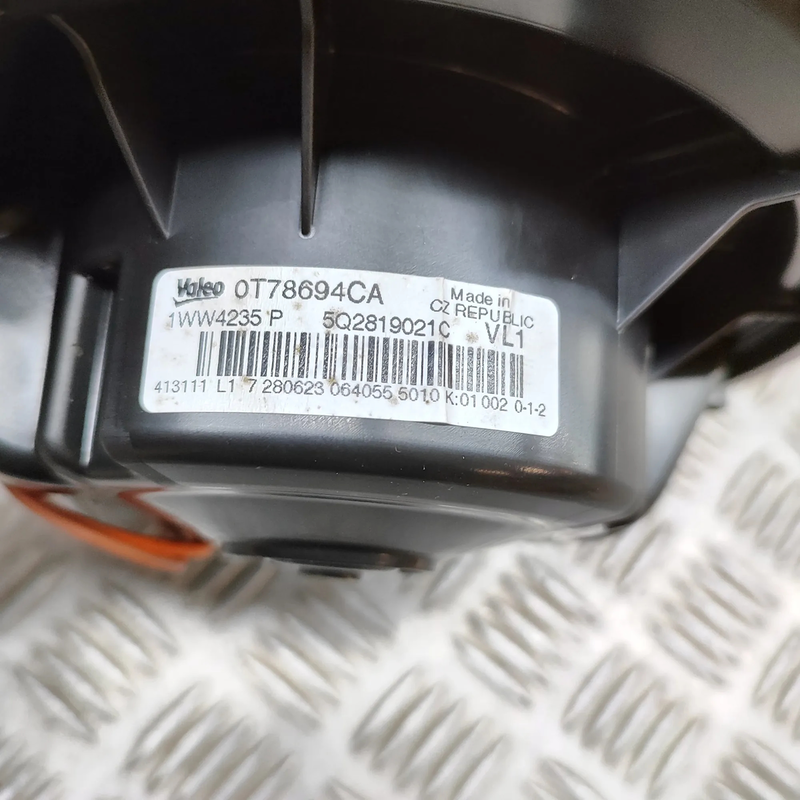 Valeo 0T78694CA Made in
CZ REPUBLIC
1WW4235 P 5Q2819021C VL1
413111 L1 7 280623 064055 5010 K:01 002 0-1-2